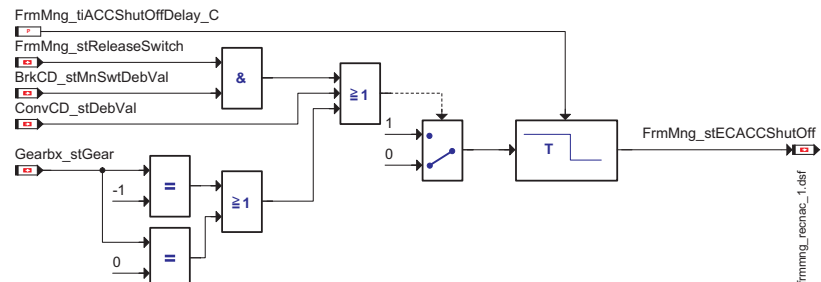 FrmMng_tiACCShutOffDelay_C
P
FrmMng_stReleaseSwitch
BrkCD_stMnSwtDebVal
ConvCD_stDebVal
&
≧1
1
0
T
FrmMng_stECACCShutOff
Gearbx_stGear
-1
=
≧1
0
=
frmmng_recnac_1.dsf